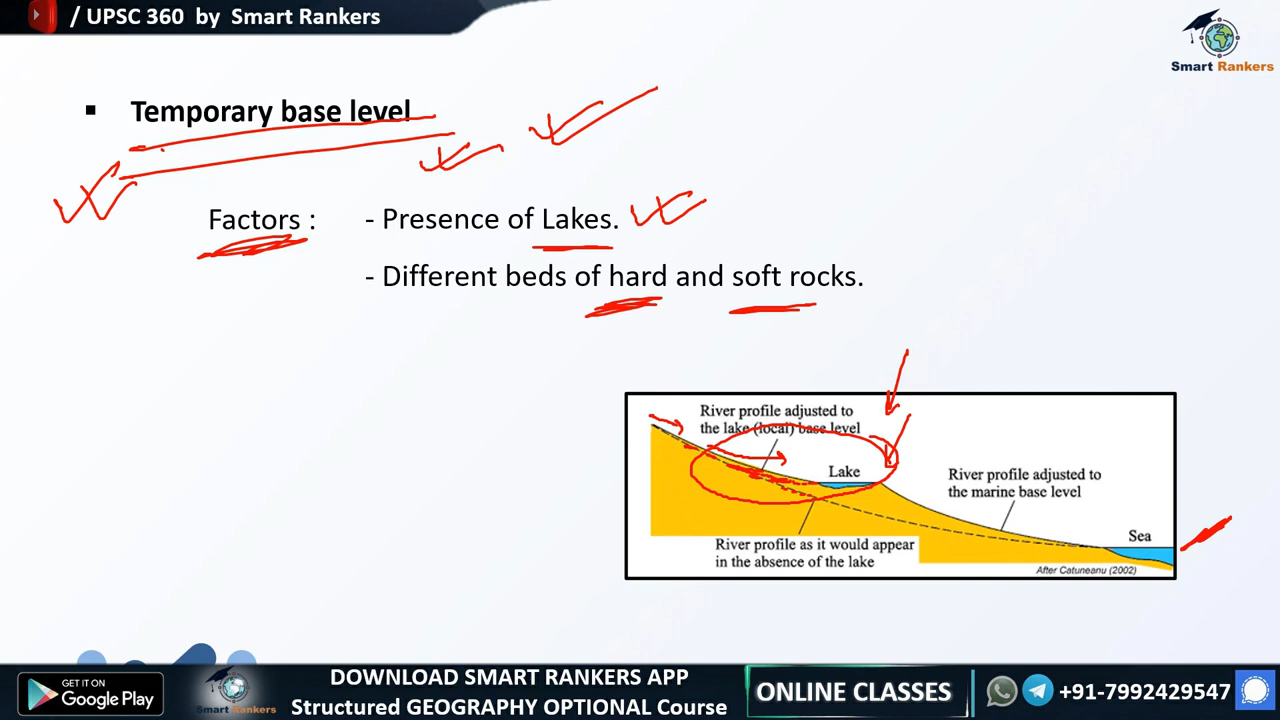 / UPSC 360 by Smart Rankers
Smart Rankers
▪ Temporary base level
Factors : - Presence of Lakes.
- Different beds of hard and soft rocks.
River profile adjusted to
the lake (local) base level
Lake
River profile adjusted to
the marine base level
Sea
River profile as it would appear
in the absence of the lake
After Catuneanu (2002)
GET IT ON
Google Play
Smart Rankers
DOWNLOAD SMART RANKERS APP
Structured GEOGRAPHY OPTIONAL Course
ONLINE CLASSES
+91-7992429547